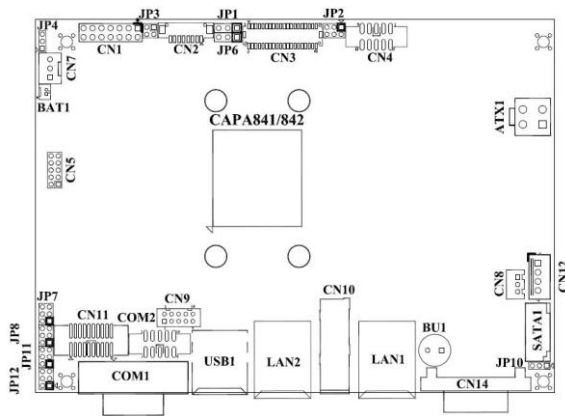 JP4
JP3
JP1
JP2
CN1
CN2
JP6
CN3
CN4
CN7
BAT1
CAPA841/842
ATX1
CN5
CN8
CN12
JP7
CN11
COM2
CN9
CN10
JP8
JP11
JP12
COM1
USB1
LAN2
LAN1
BU1
SATA1
JP10
CN14